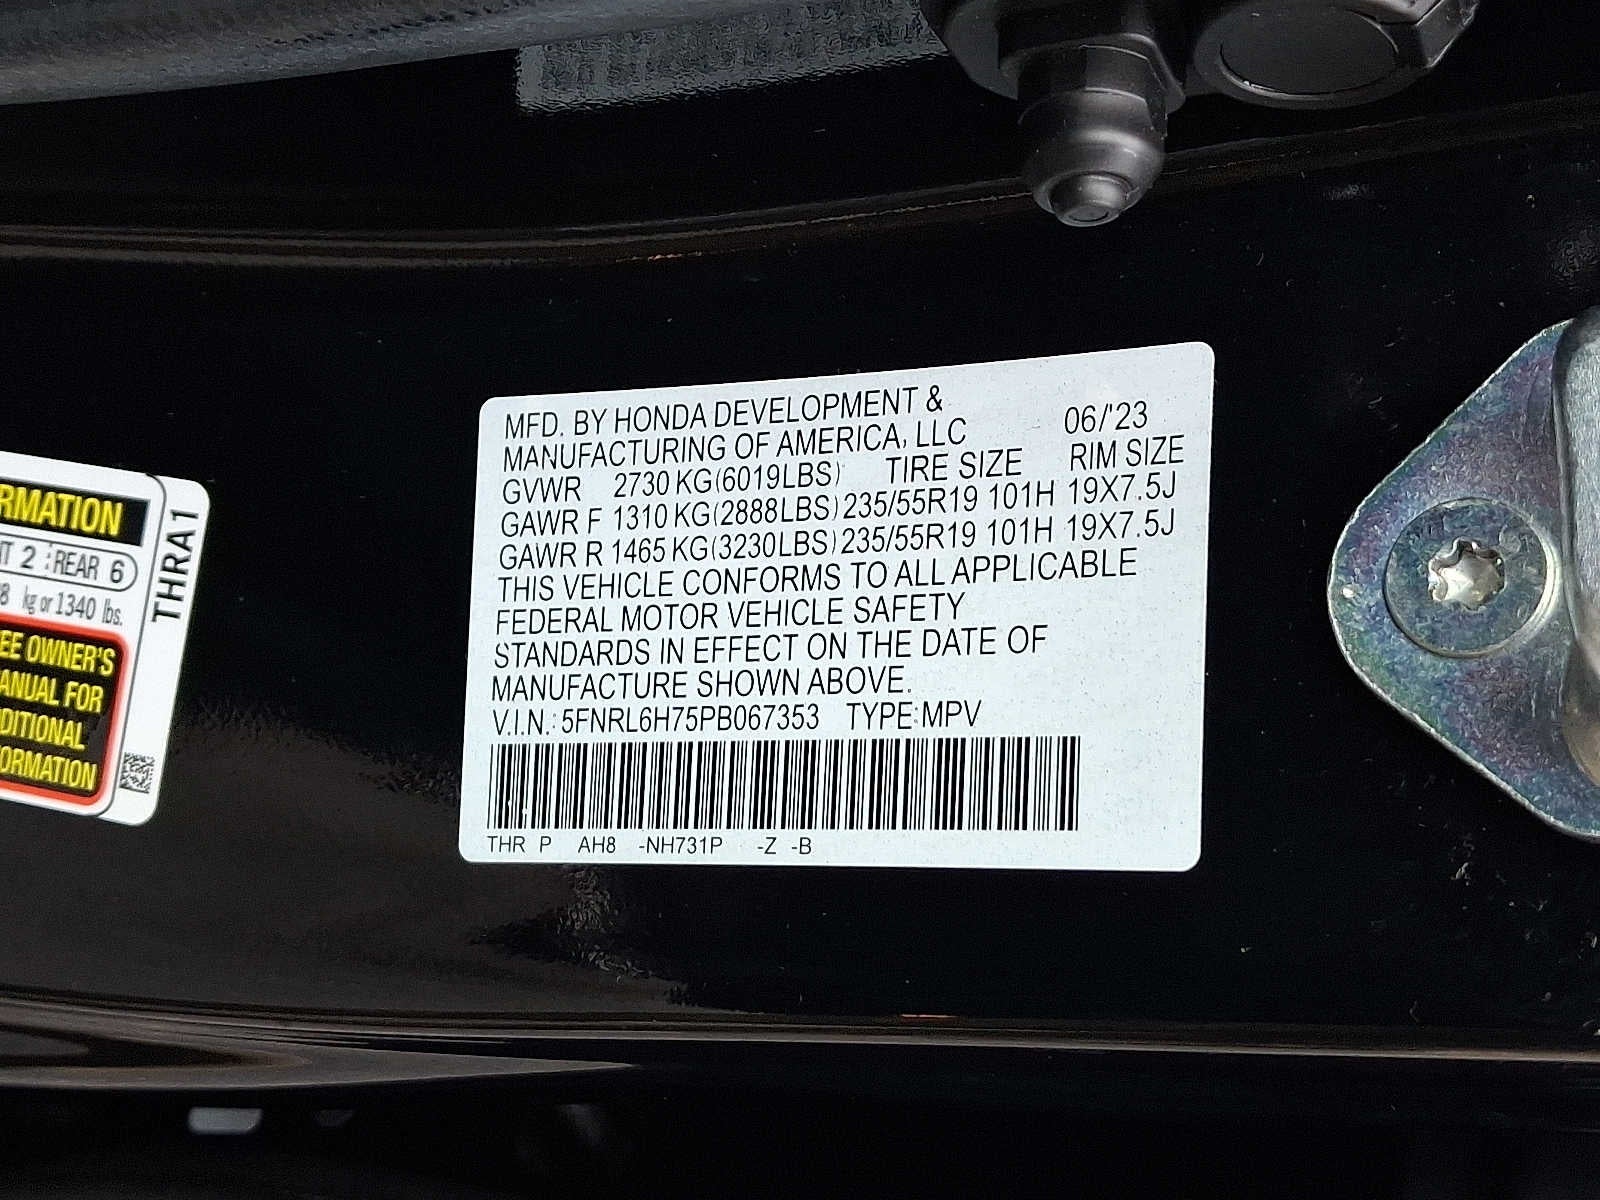 MFD. BY HONDA DEVELOPMENT &
MANUFACTURING OF AMERICA, LLC 06/'23
GVWR 2730 KG(6019LBS) TIRE SIZE RIM SIZE
GAWR F 1310 KG(2888LBS) 235/55R19 101H 19X7.5J
GAWR R 1465 KG(3230LBS) 235/55R19 101H 19X7.5J
THIS VEHICLE CONFORMS TO ALL APPLICABLE
FEDERAL MOTOR VEHICLE SAFETY
STANDARDS IN EFFECT ON THE DATE OF
MANUFACTURE SHOWN ABOVE.
V.I.N.: 5FNRL6H75PB067353 TYPE:MPV
THR P AH8 -NH731P -Z -B
RMATION
2 REAR 6
8 kg or 1340 lbs.
EE OWNER'S
ANUAL FOR
DITIONAL
ORMATION
THRA1